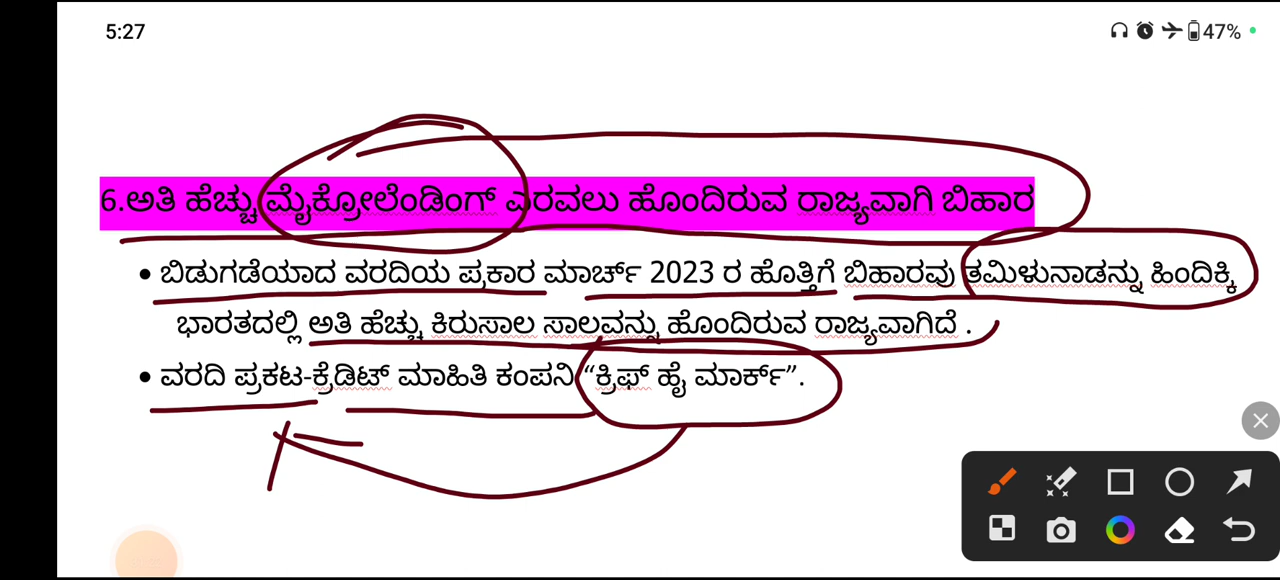 5:27
47%
6.ಅತಿ ಹೆಚ್ಚು ಮೈಕ್ರೋಲೆಂಡಿಂಗ್ ಎರವಲು ಹೊಂದಿರುವ ರಾಜ್ಯವಾಗಿ ಬಿಹಾರ
• ಬಿಡುಗಡೆಯಾದ ವರದಿಯ ಪ್ರಕಾರ ಮಾರ್ಚ್ 2023 ರ ಹೊತ್ತಿಗೆ ಬಿಹಾರವು ತಮಿಳುನಾಡನ್ನು ಹಿಂದಿಕ್ಕಿ
ಭಾರತದಲ್ಲಿ ಅತಿ ಹೆಚ್ಚು ಕಿರುಸಾಲ ಸಾಲವನ್ನು ಹೊಂದಿರುವ ರಾಜ್ಯವಾಗಿದೆ .
• ವರದಿ ಪ್ರಕಟ-ಕ್ರೆಡಿಟ್ ಮಾಹಿತಿ ಕಂಪನಿ “ಕ್ರಿಫ್ ಹೈ ಮಾರ್ಕ್”.